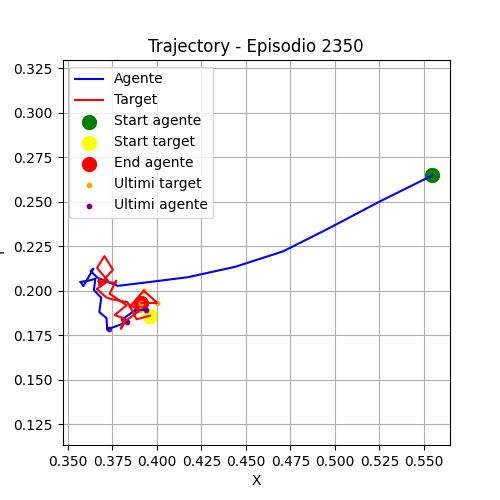 Trajectory - Episodio 2350
Agente
Target
Start agente
Start target
End agente
Ultimi target
Ultimi agente
0.325
0.300
0.275
0.250
0.225
0.200
0.175
0.150
0.125
0.350 0.375 0.400 0.425 0.450 0.475 0.500 0.525 0.550
X